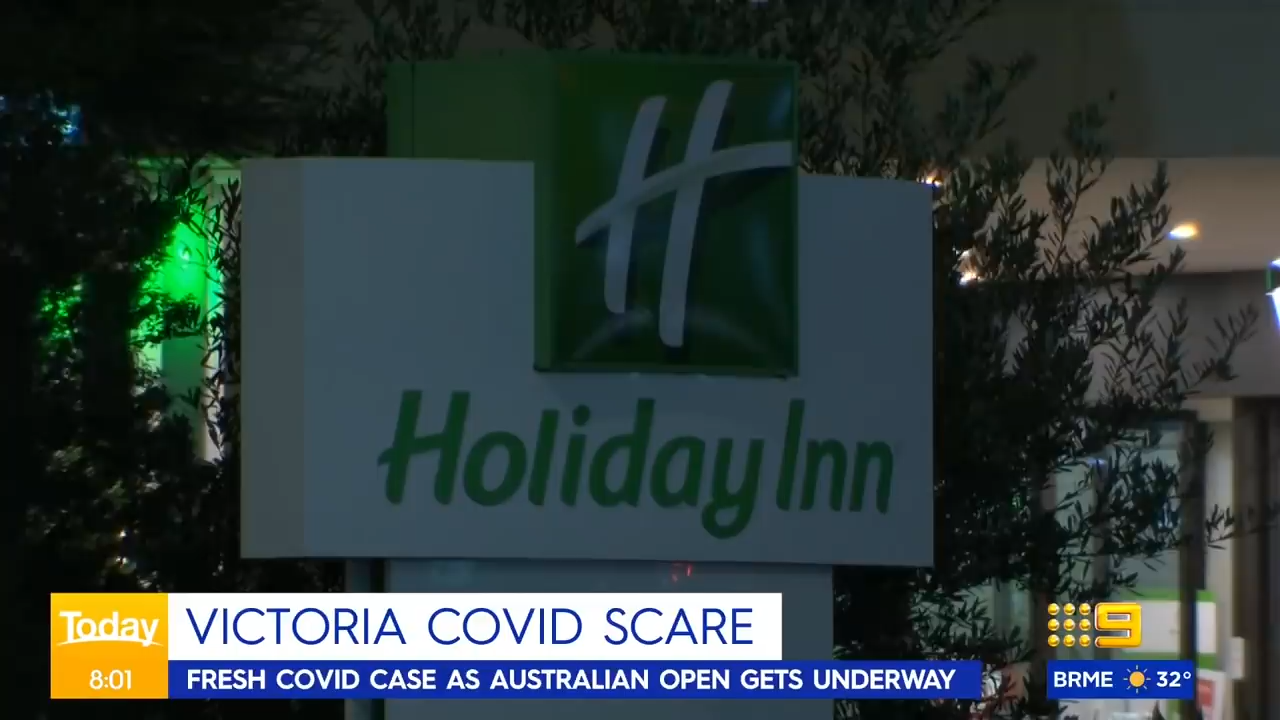 H
Holiday Inn
Today
8:01
VICTORIA COVID SCARE
FRESH COVID CASE AS AUSTRALIAN OPEN GETS UNDERWAY
9
BRME 32°